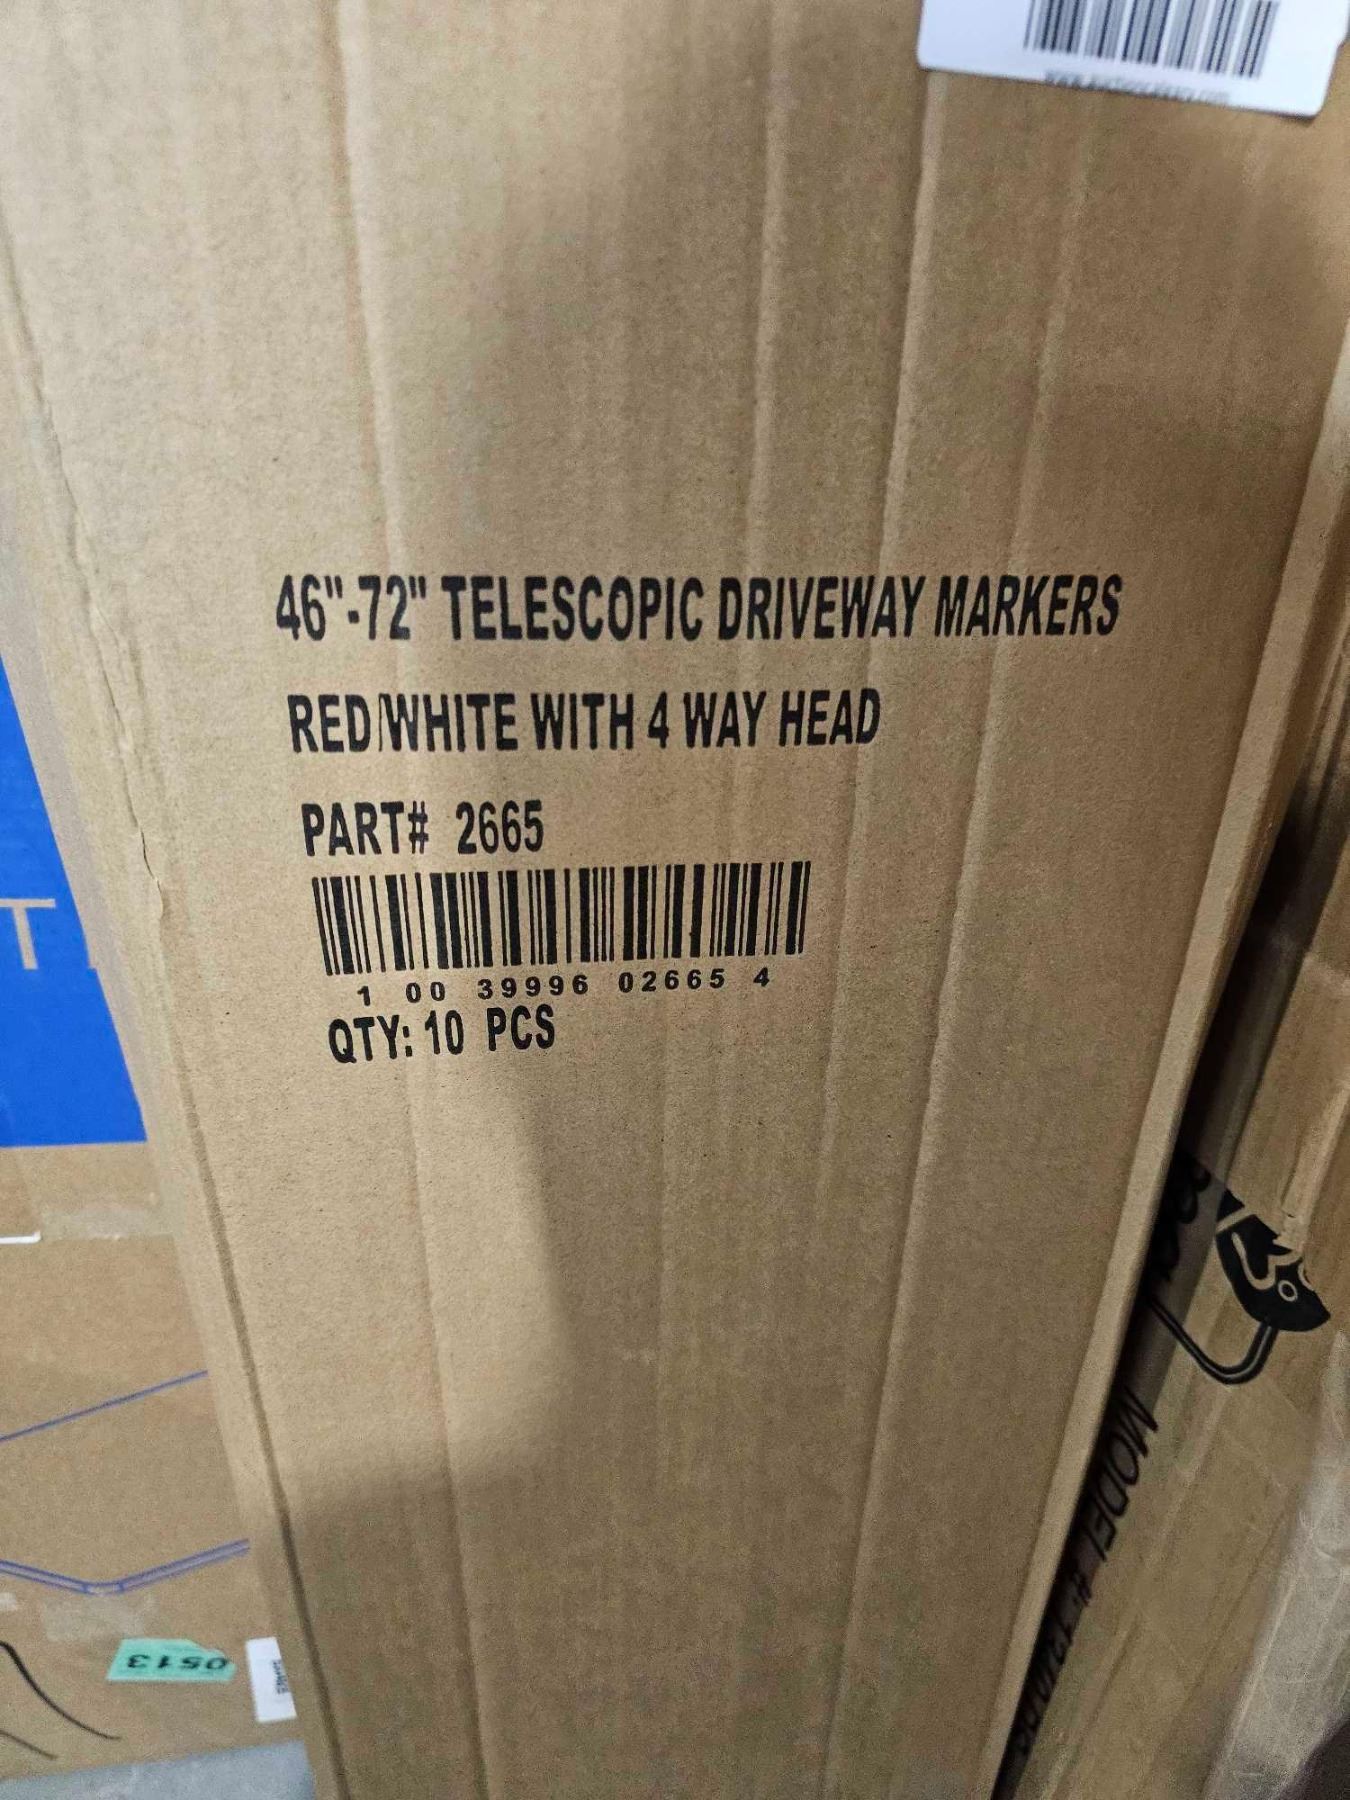 46"-72" TELESCOPIC DRIVEWAY MARKERS
RED/WHITE WITH 4 WAY HEAD
PART# 2665
1 00 39996 02665 4
QTY: 10 PCS
T
MODEL #:
0513